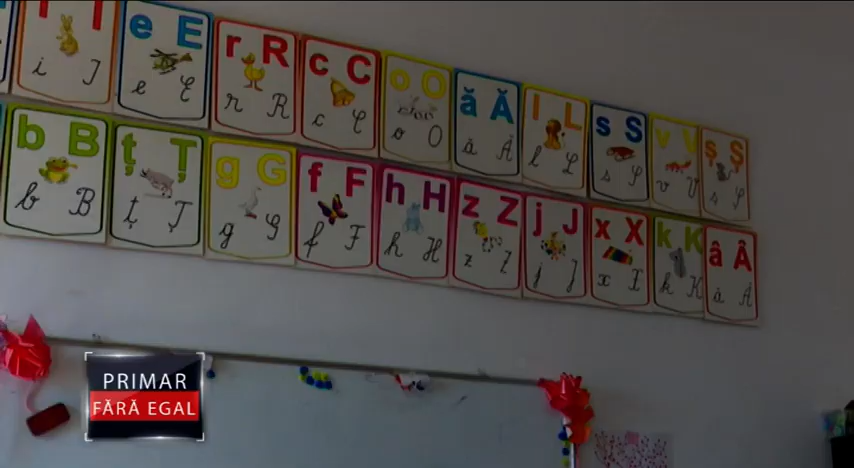 i I
e E
r R
c C
o O
ă Ă
l L
s S
v V
ș Ș
i I
e E
r R
c C
o O
ă Ă
l L
s S
v V
ș Ș
b B
ț Ț
g G
f F
h H
z Z
j J
x X
k K
â Â
b B
ț Ț
g G
f F
h H
z Z
j J
x X
k K
â Â
PRIMAR
FĂRĂ EGAL